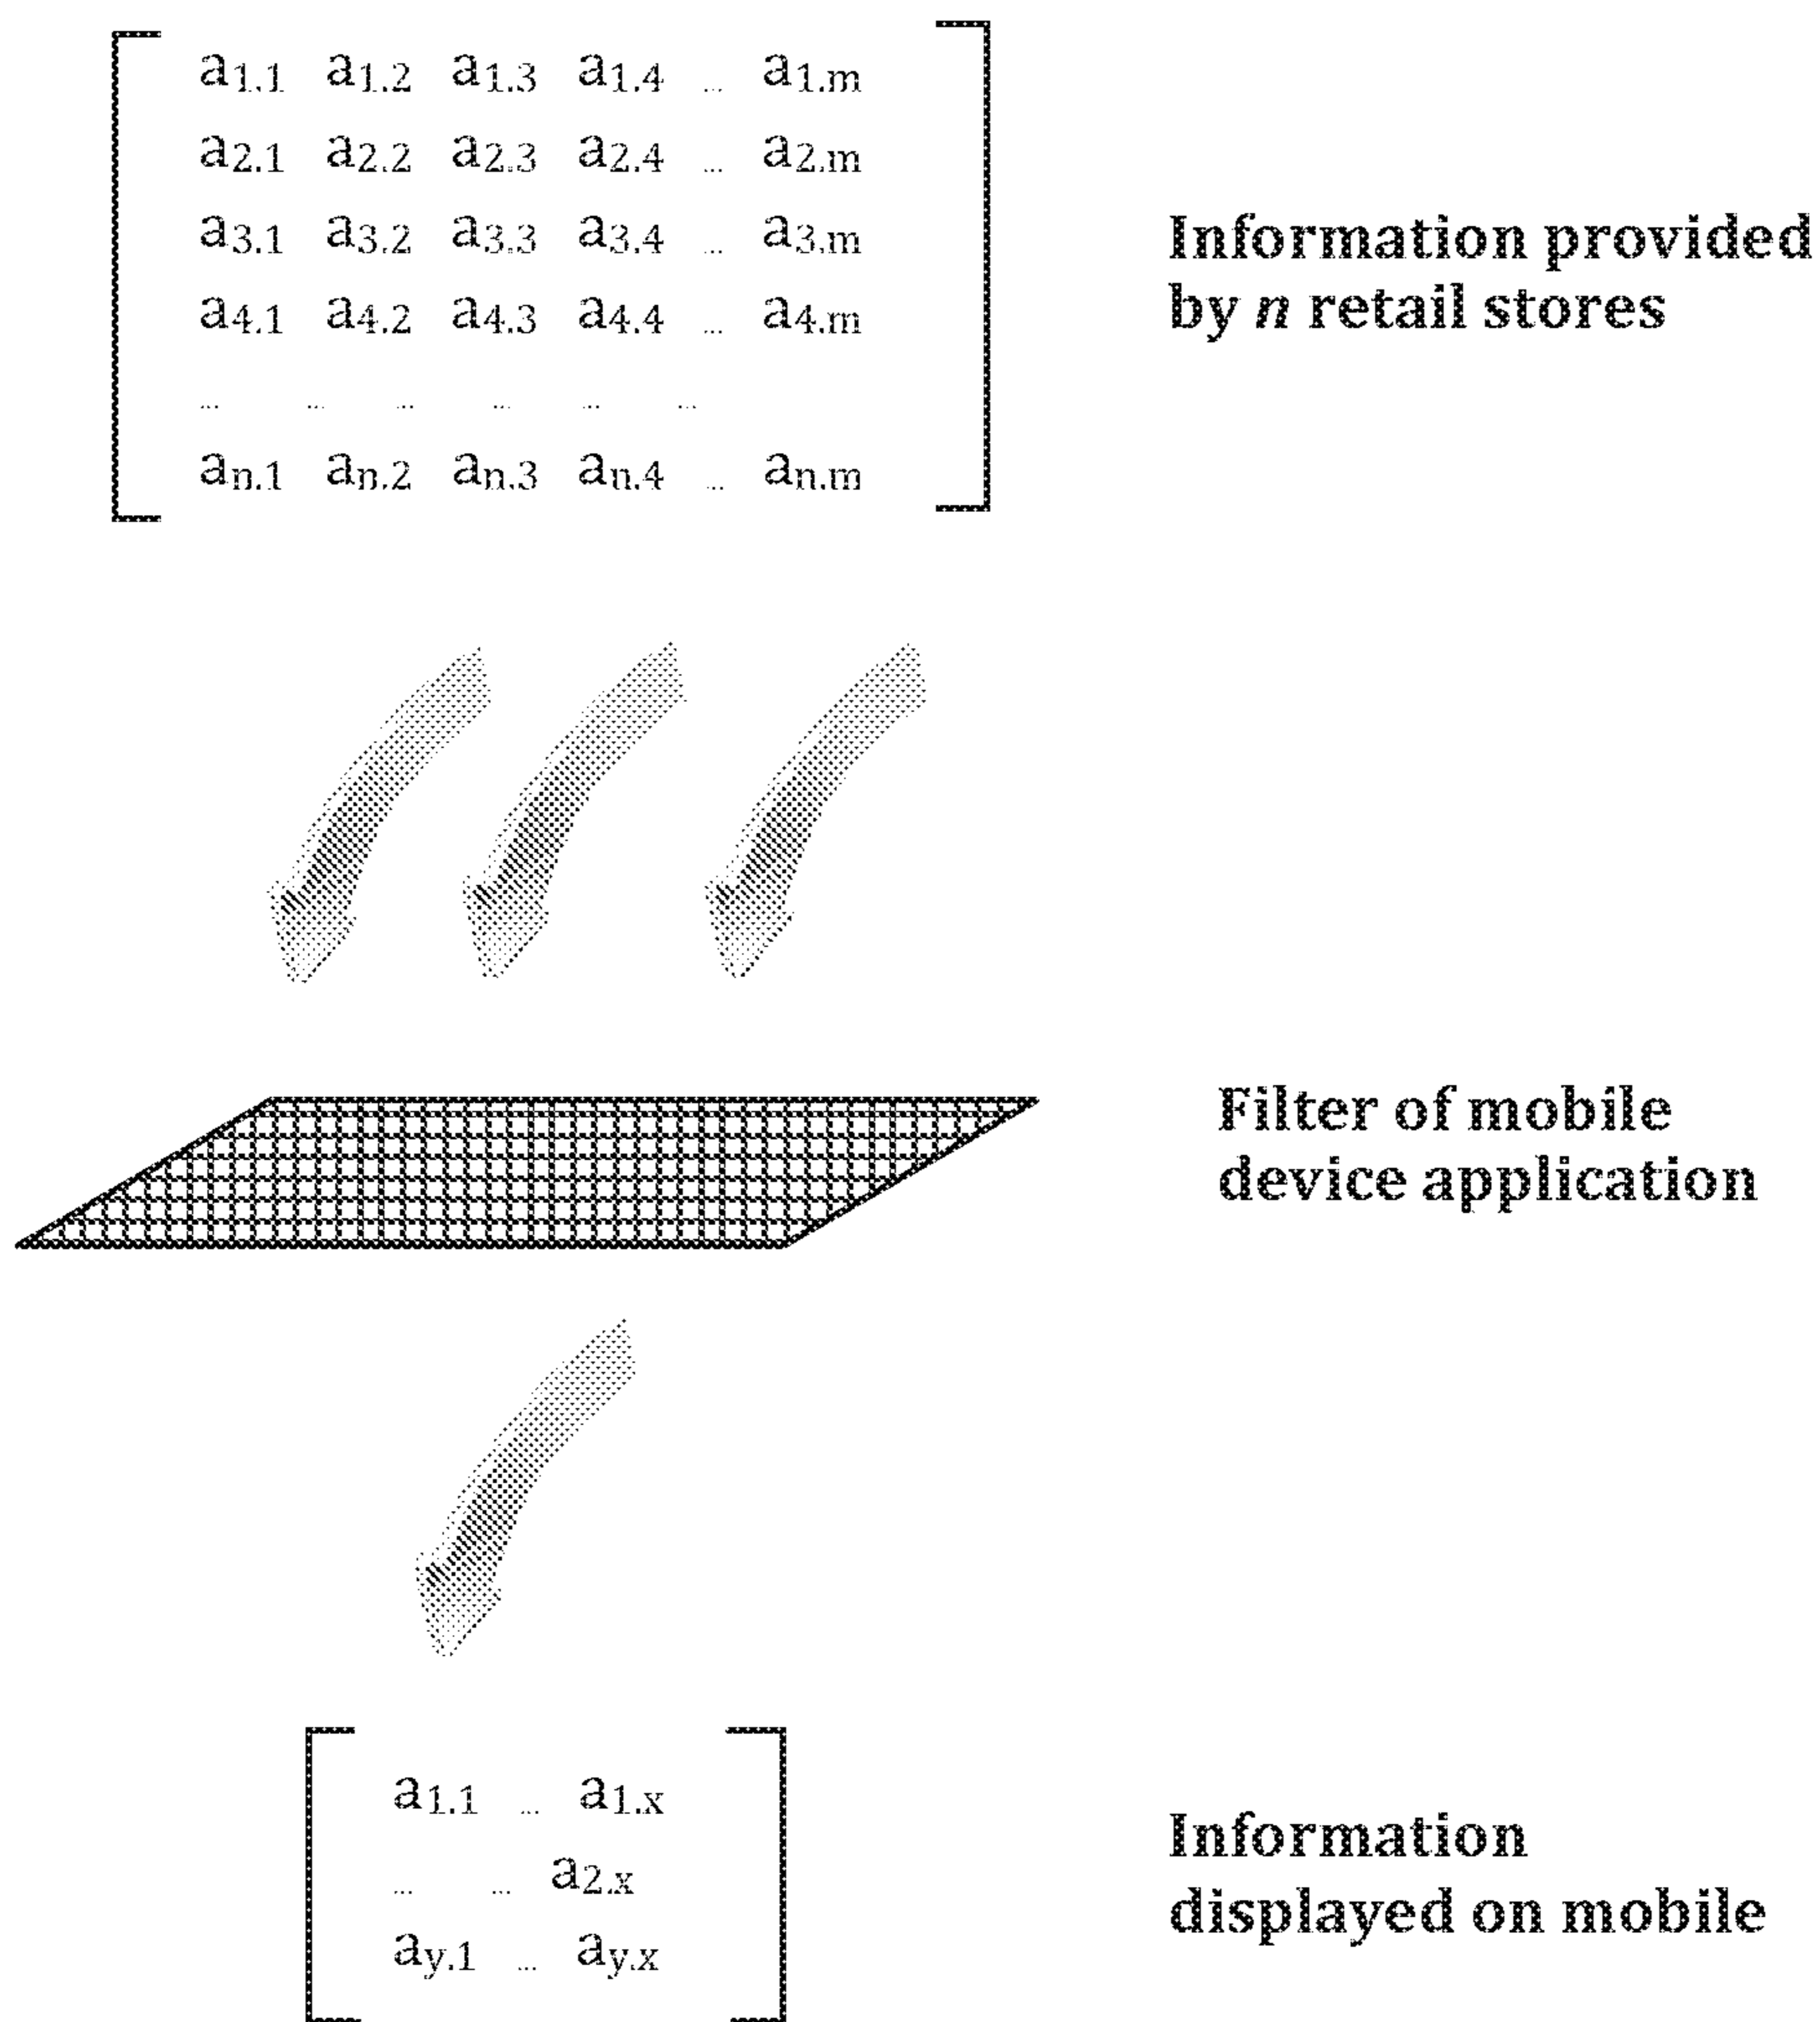 a1.1 a1.2 a1.3 a1.4 ... a1.m
a2.1 a2.2 a2.3 a2.4 ... a2.m
a3.1 a3.2 a3.3 a3.4 ... a3.m
a4.1 a4.2 a4.3 a4.4 ... a4.m
... ... ... ... ... ...
an.1 an.2 an.3 an.4 ... an.m
Information provided
by n retail stores
Filter of mobile
device application
a1.1 ... a1.x
... ... a2.x
ay.1 ... ay.x
Information
displayed on mobile